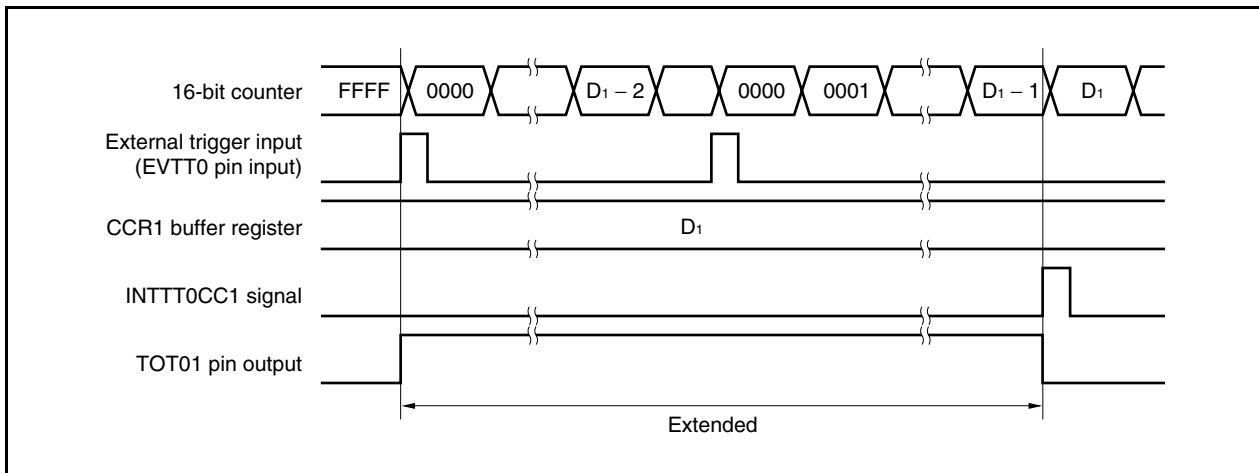 16-bit counter FFFF 0000 D1 − 2 0000 0001 D1 − 1 D1
External trigger input
(EVTT0 pin input)
CCR1 buffer register D1
INTTT0CC1 signal
TOT01 pin output
Extended